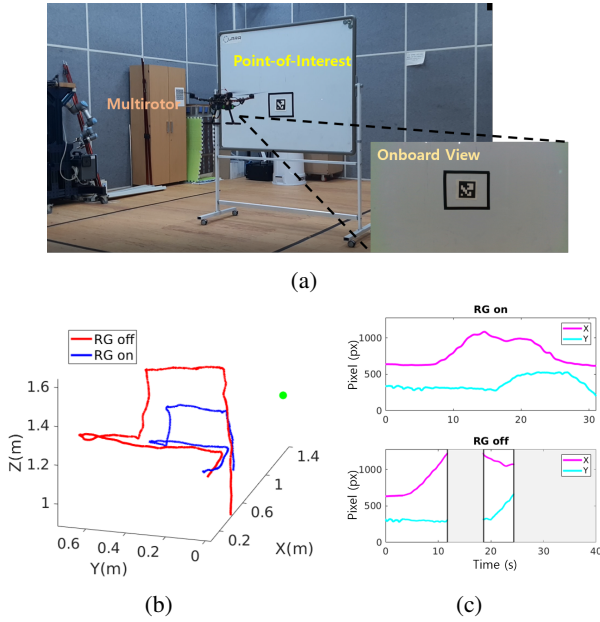 Point-of-Interest
Multirotor
Onboard View
(a)
RG off
RG on
1.6
1.4
1.2
1
Z(m)
0.6
0.4
0.2
0
Y(m)
0.2
0.6
1
1.4
X(m)
(b)
RG on
X
Y
1000
500
0
Pixel (px)
0
10
20
30
40
RG off
X
Y
1000
500
0
Pixel (px)
0
10
20
30
40
Time (s)
(c)